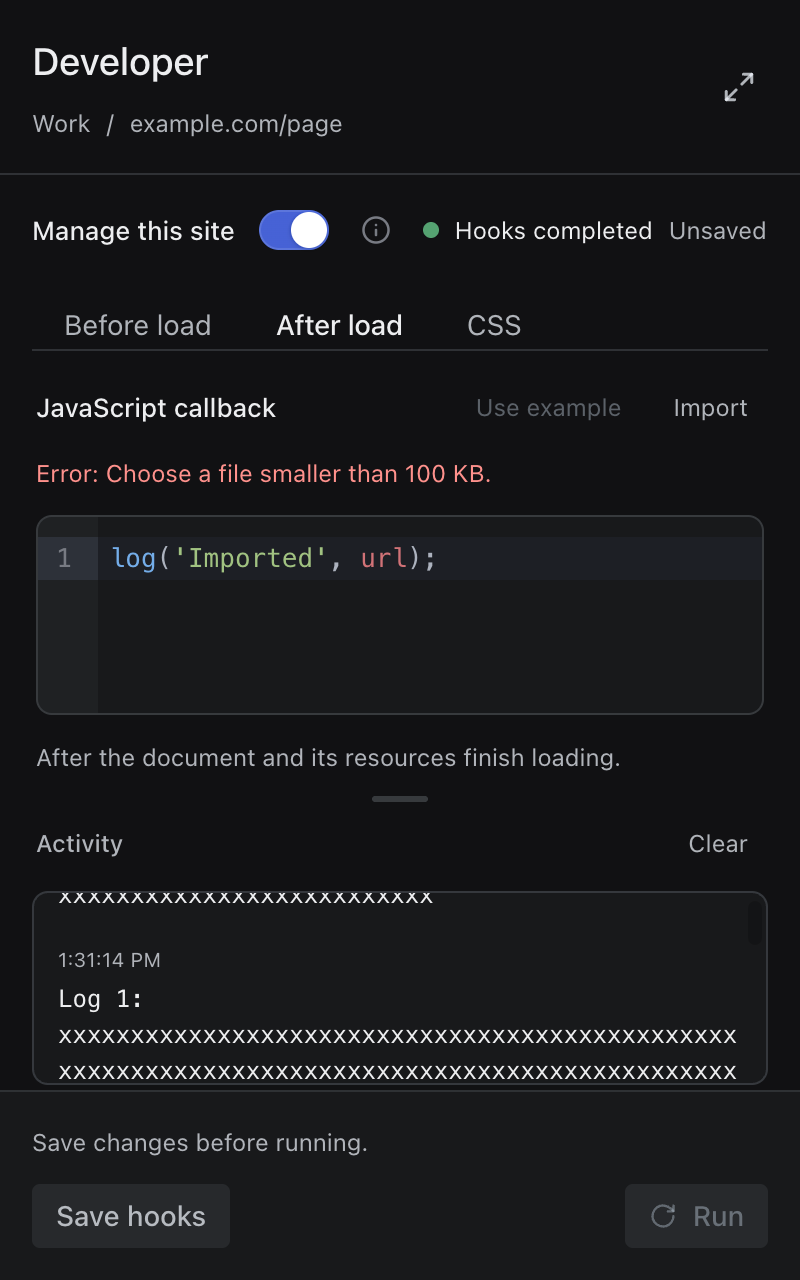 Developer
Work / example.com/page
Manage this site
Hooks completed
Unsaved
Before load
After load
CSS
JavaScript callback
Use example
Import
Error: Choose a file smaller than 100 KB.
1 log('Imported', url);
After the document and its resources finish loading.
Activity
Clear
xxxxxxxxxxxxxxxxxxxxxxxxxx
1:31:14 PM
Log 1:
xxxxxxxxxxxxxxxxxxxxxxxxxxxxxxxxxxxxxxxxxxxxxxx
xxxxxxxxxxxxxxxxxxxxxxxxxxxxxxxxxxxxxxxxxxxxxxx
Save changes before running.
Save hooks
Run